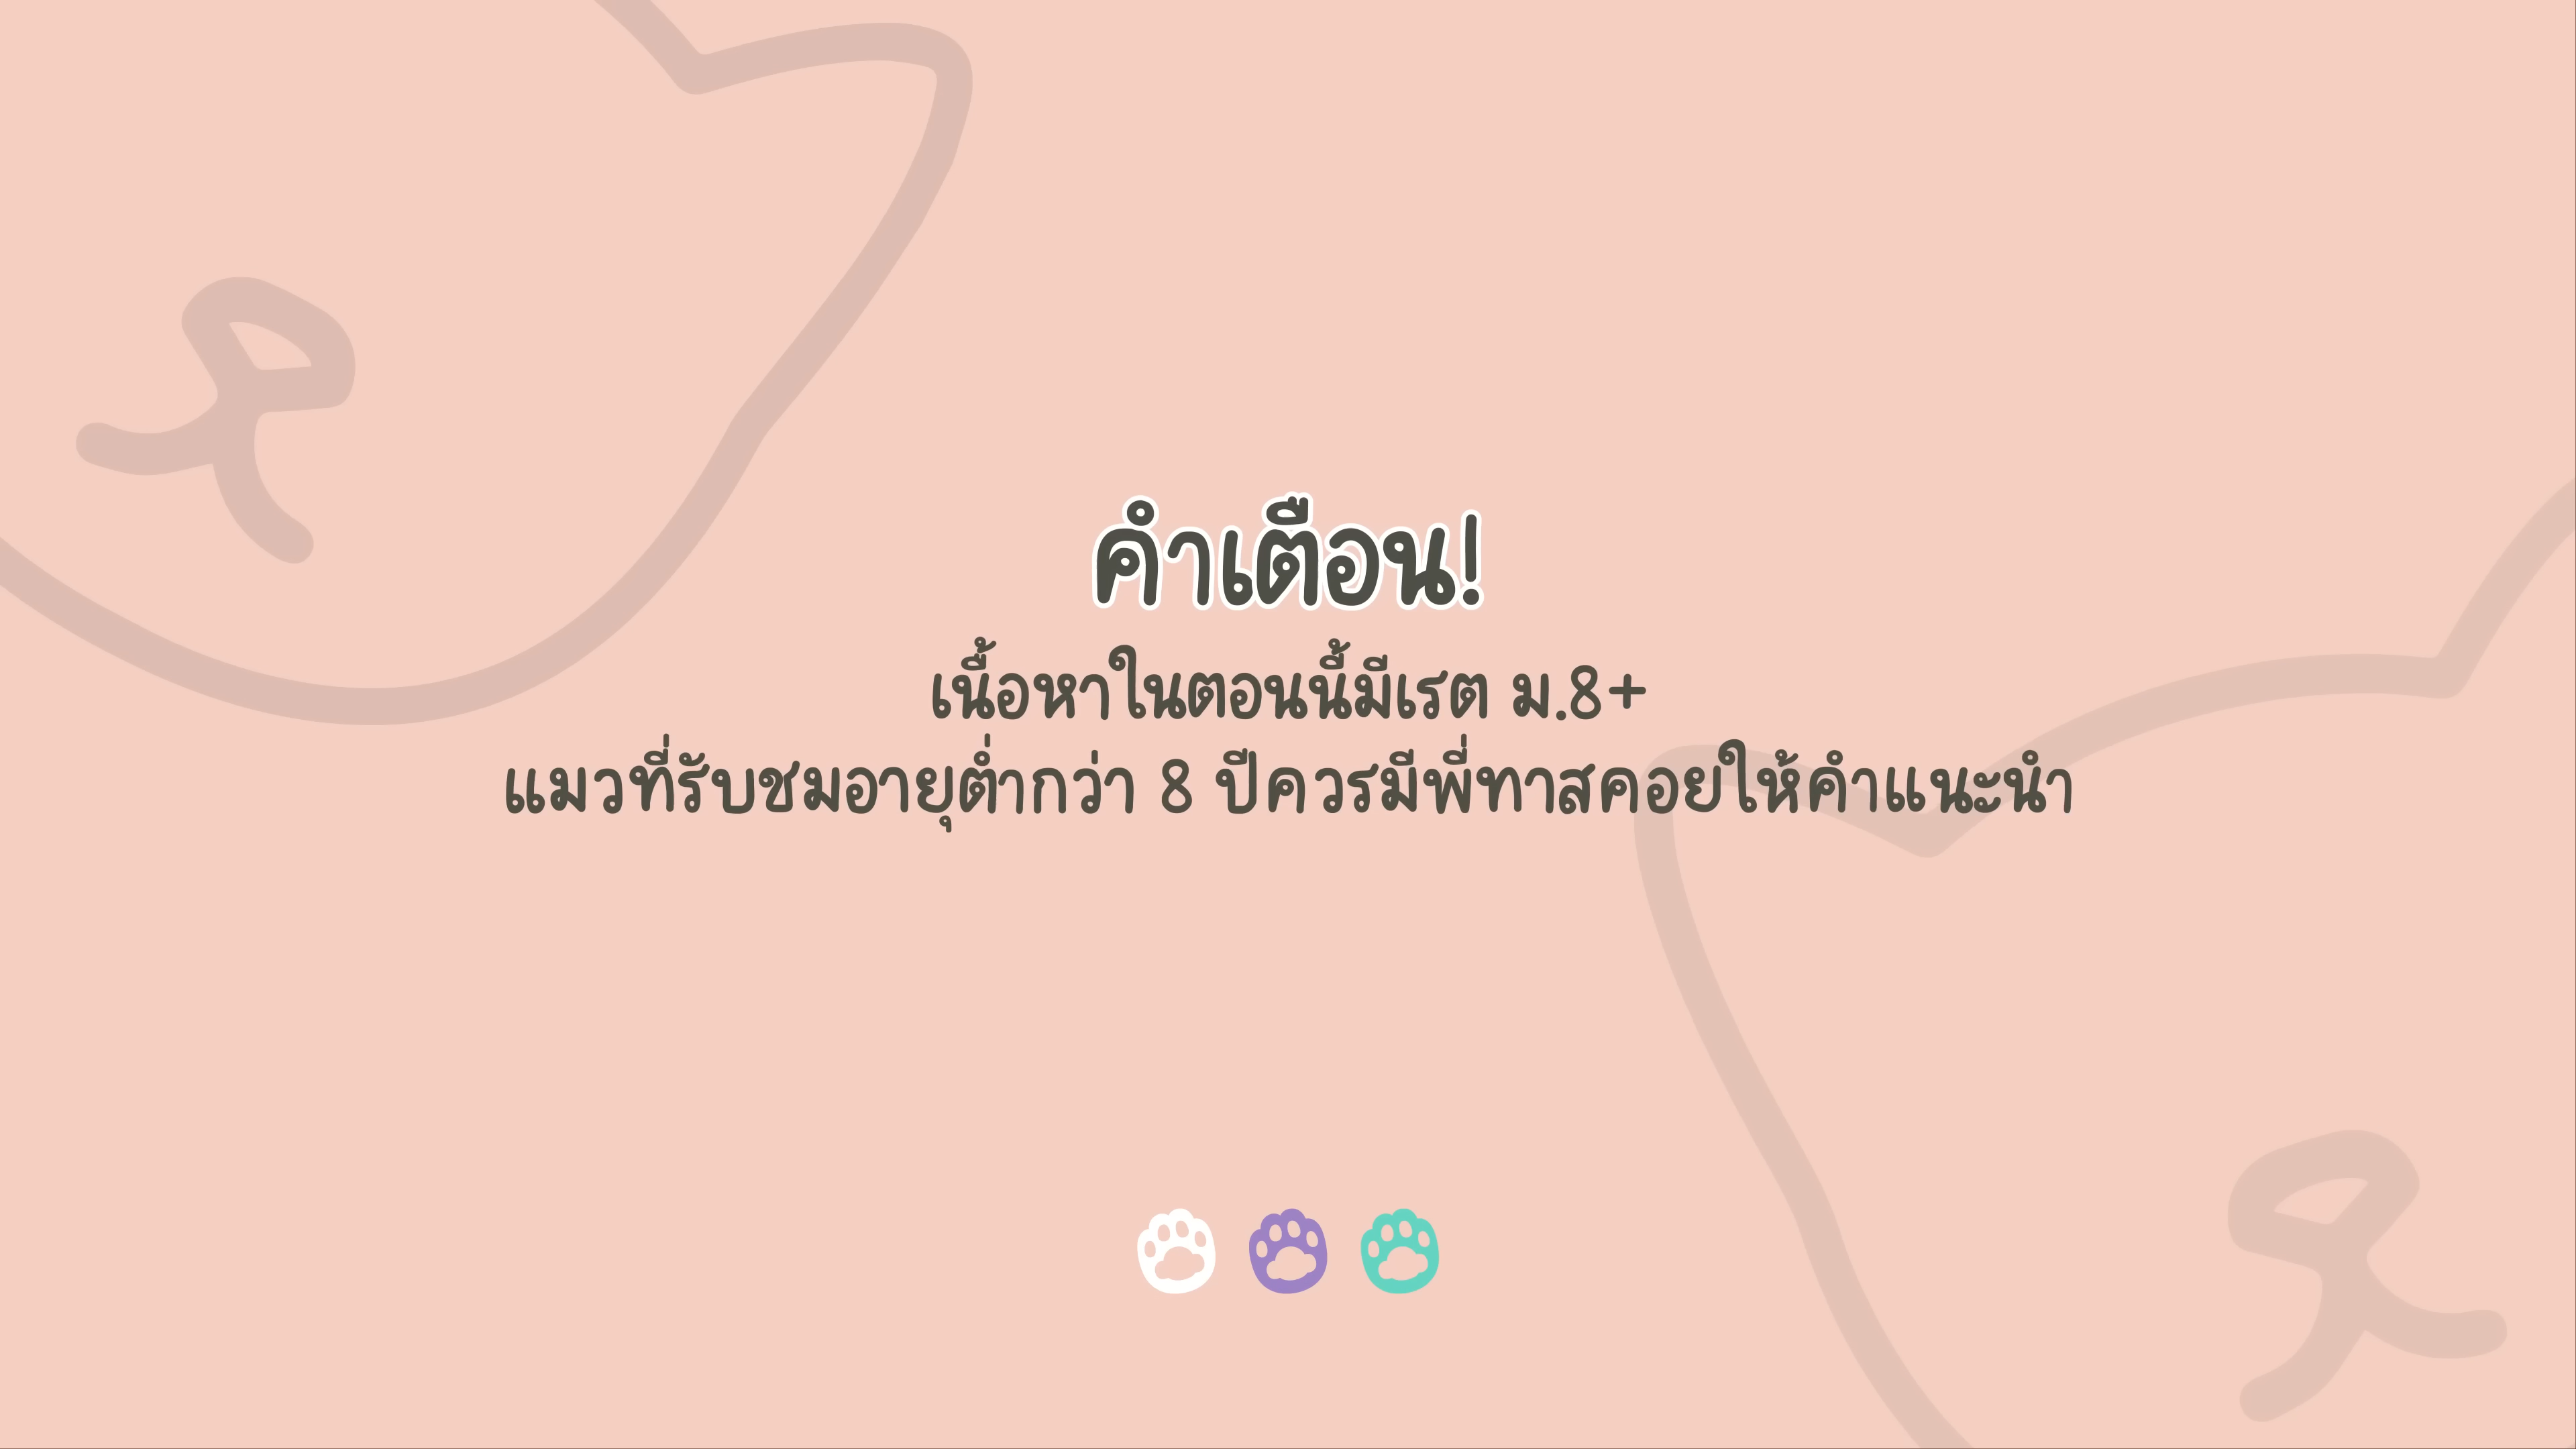 คำเตือน!
เนื้อหาในตอนนี้มีเรต ม.8+
แมวที่รับชมอายุต่ำกว่า 8 ปีควรมีพี่ทาสคอยให้คำแนะนำ